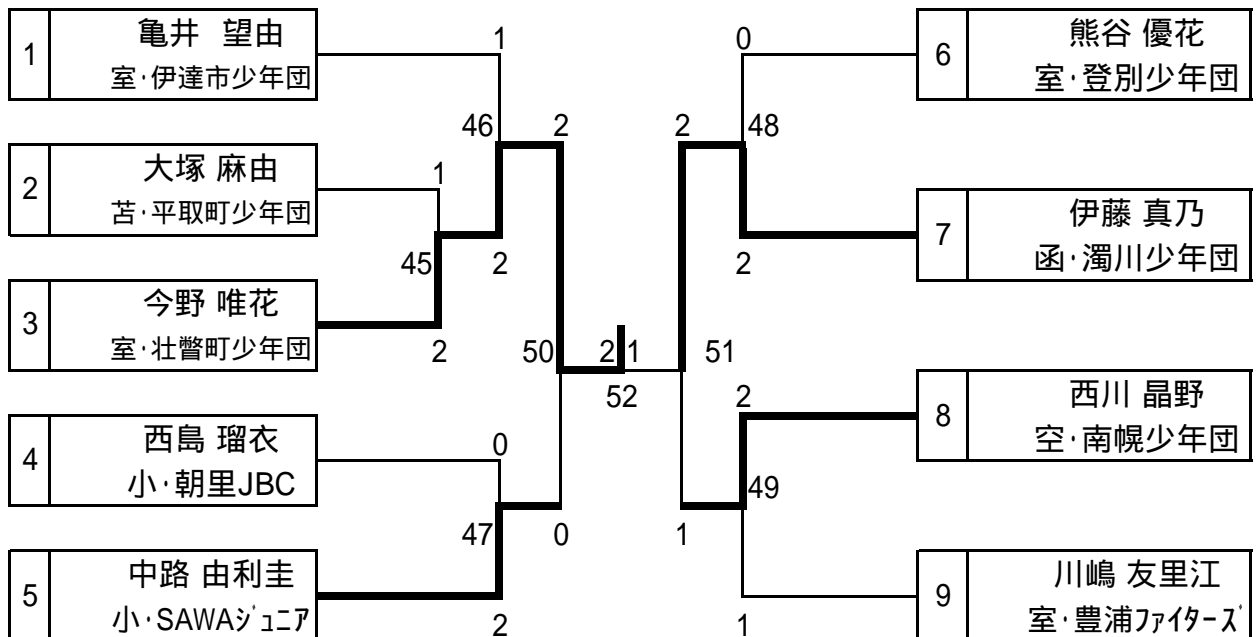 1
亀井 望由
室·伊達市少年団
1
46
2
2
大塚 麻由
苫·平取町少年団
1
45
2
3
今野 唯花
室·壮瞥町少年団
2
50
2
1
52
4
西島 瑠衣
小·朝里JBC
0
47
0
5
中路 由利圭
小·SAWAｼﾞュニア
2
0
6
熊谷 優花
室·登別少年団
2
48
7
伊藤 真乃
函·濁川少年団
2
51
2
8
西川 晶野
空·南幌少年団
49
1
9
川嶋 友里江
室·豊浦ファイターズ
1